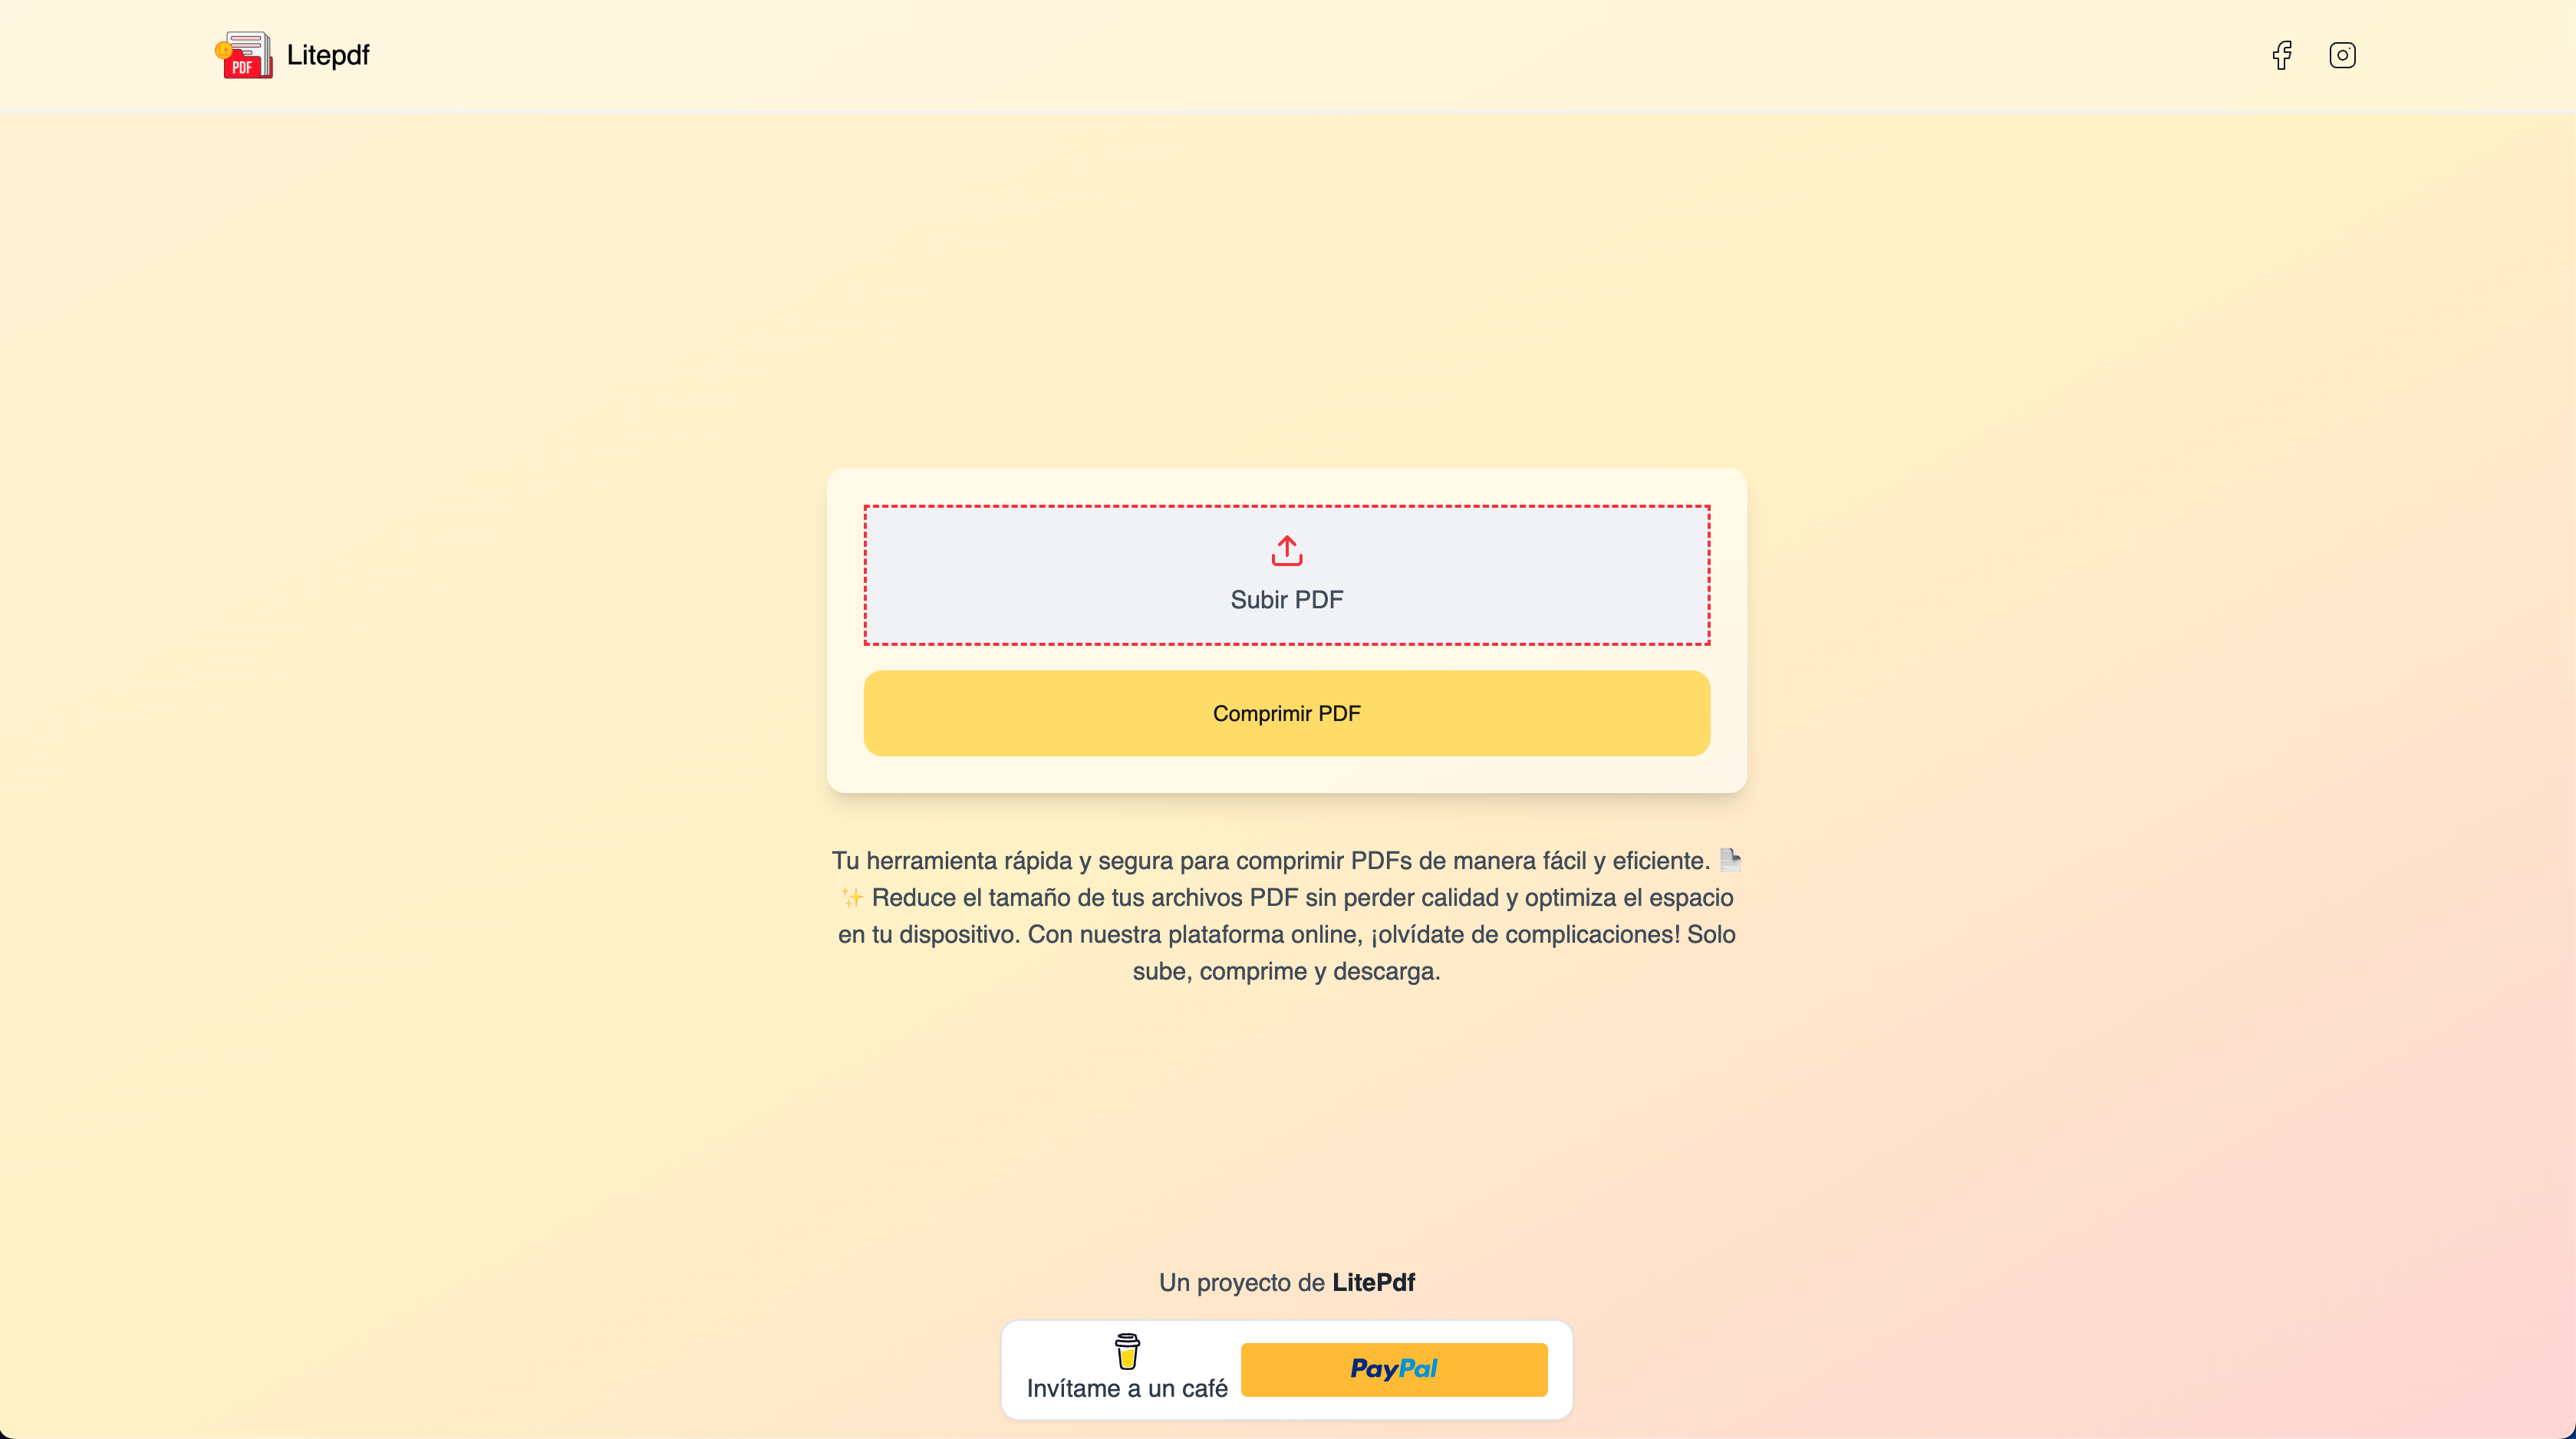 PDF
Litepdf
Subir PDF
Comprimir PDF
Tu herramienta rápida y segura para comprimir PDFs de manera fácil y eficiente.
✨ Reduce el tamaño de tus archivos PDF sin perder calidad y optimiza el espacio
en tu dispositivo. Con nuestra plataforma online, ¡olvídate de complicaciones! Solo
sube, comprime y descarga.
Un proyecto de LitePdf
Invítame a un café
PayPal